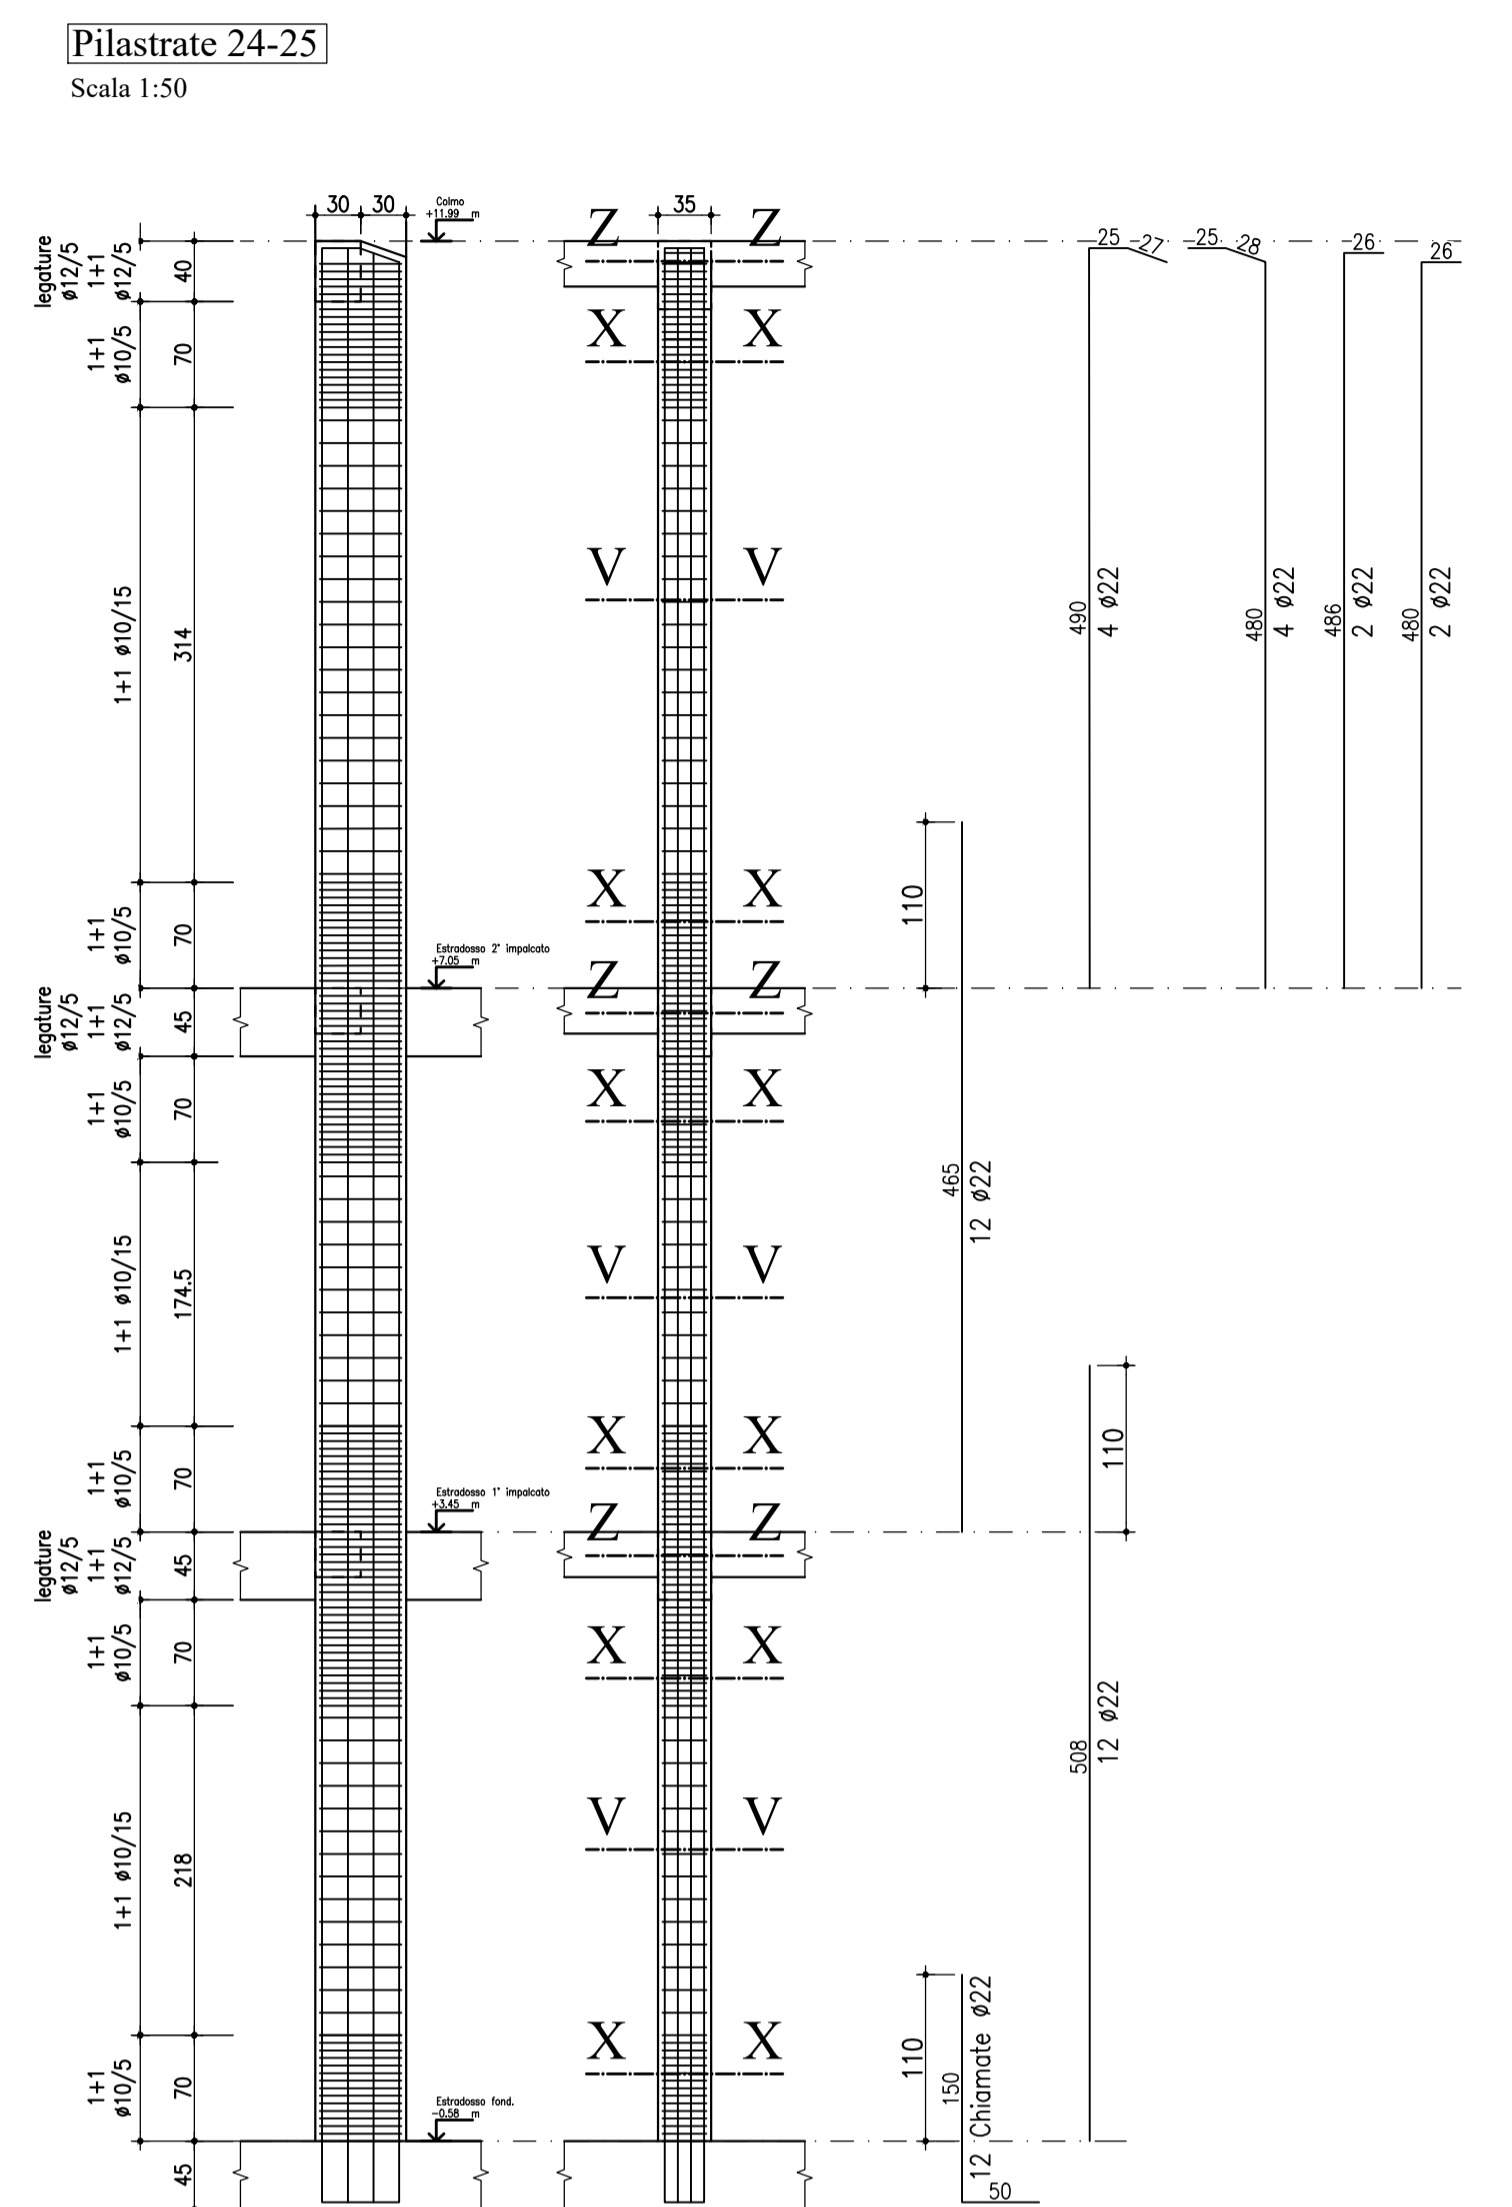 Pilastrate 24-25
Scala 1:50
30 30
Colmo
+11.99 m
35
Z Z
25 27
25 28
26
26
legature
ø12/5
1+1
ø12/5
40
X X
1+1
ø10/5
70
V V
1+1 ø10/15
314
490
4 ø22
480
4 ø22
486
2 ø22
480
2 ø22
X X
1+1
ø10/5
70
110
Estradosso 2° impalcato
+7.05 m
Z Z
legature
ø12/5
1+1
ø12/5
45
X X
1+1
ø10/5
70
465
12 ø22
V V
1+1 ø10/15
174.5
X X
1+1
ø10/5
70
110
Estradosso 1° impalcato
+3.45 m
Z Z
legature
ø12/5
1+1
ø12/5
45
X X
1+1
ø10/5
70
508
12 ø22
V V
1+1 ø10/15
218
X X
1+1
ø10/5
70
110
150
12 Chiamate ø22
Estradosso fond.
-0.58 m
45
50